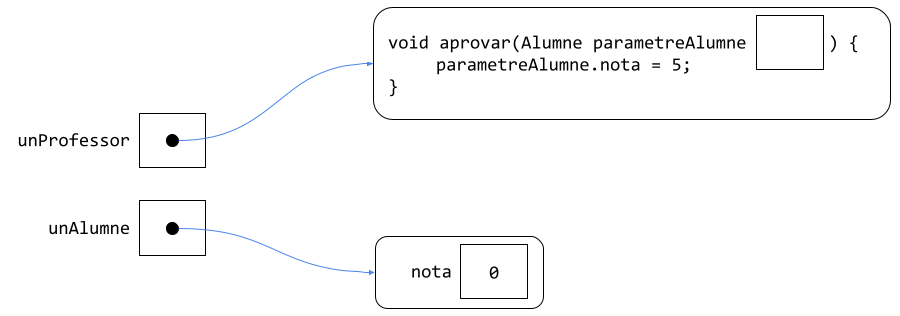 void aprovar(Alumne parametreAlumne ) {
parametreAlumne.nota = 5;
}
unProfessor
unAlumne
nota 0